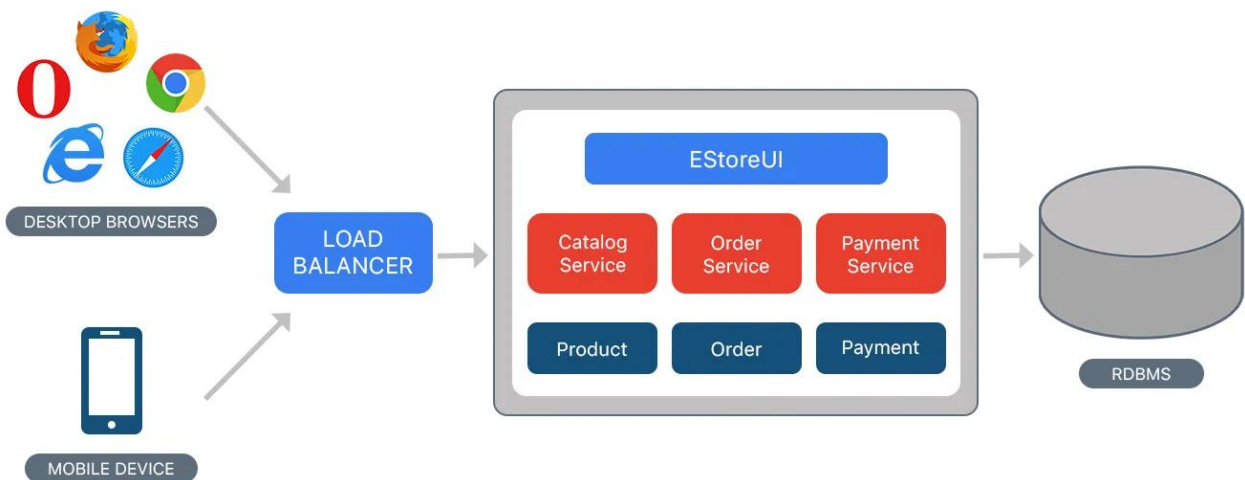 DESKTOP BROWSERS
LOAD
BALANCER
EStoreUI
Catalog
Service
Order
Service
Payment
Service
Product
Order
Payment
RDBMS
MOBILE DEVICE